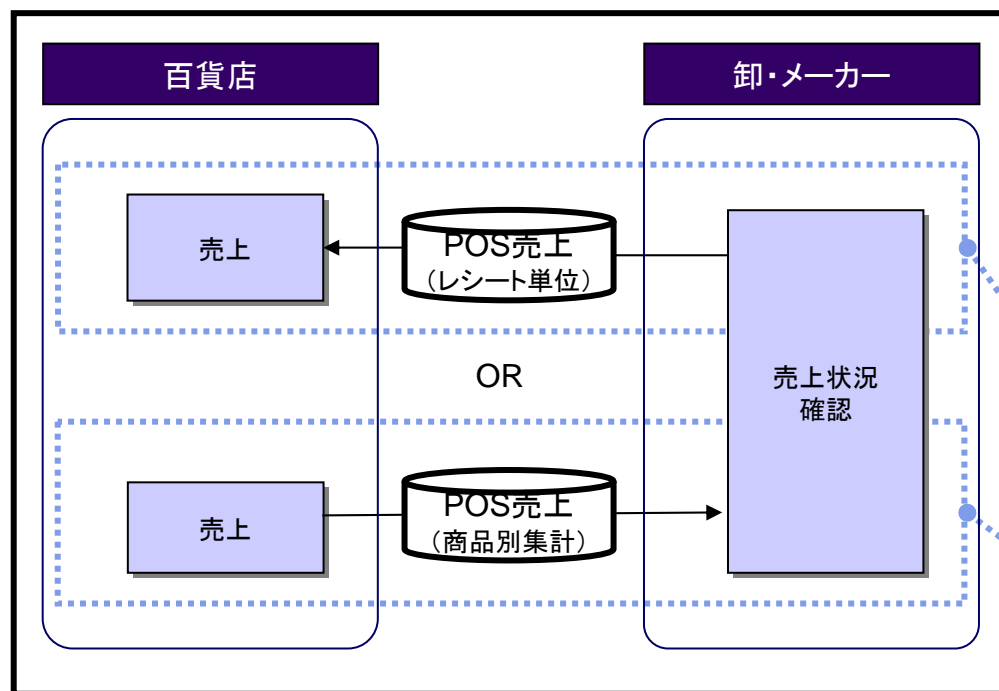 百貨店
卸・メーカー
売上
POS売上
(レシート単位)
OR
売上状況
確認
売上
POS売上
(商品別集計)